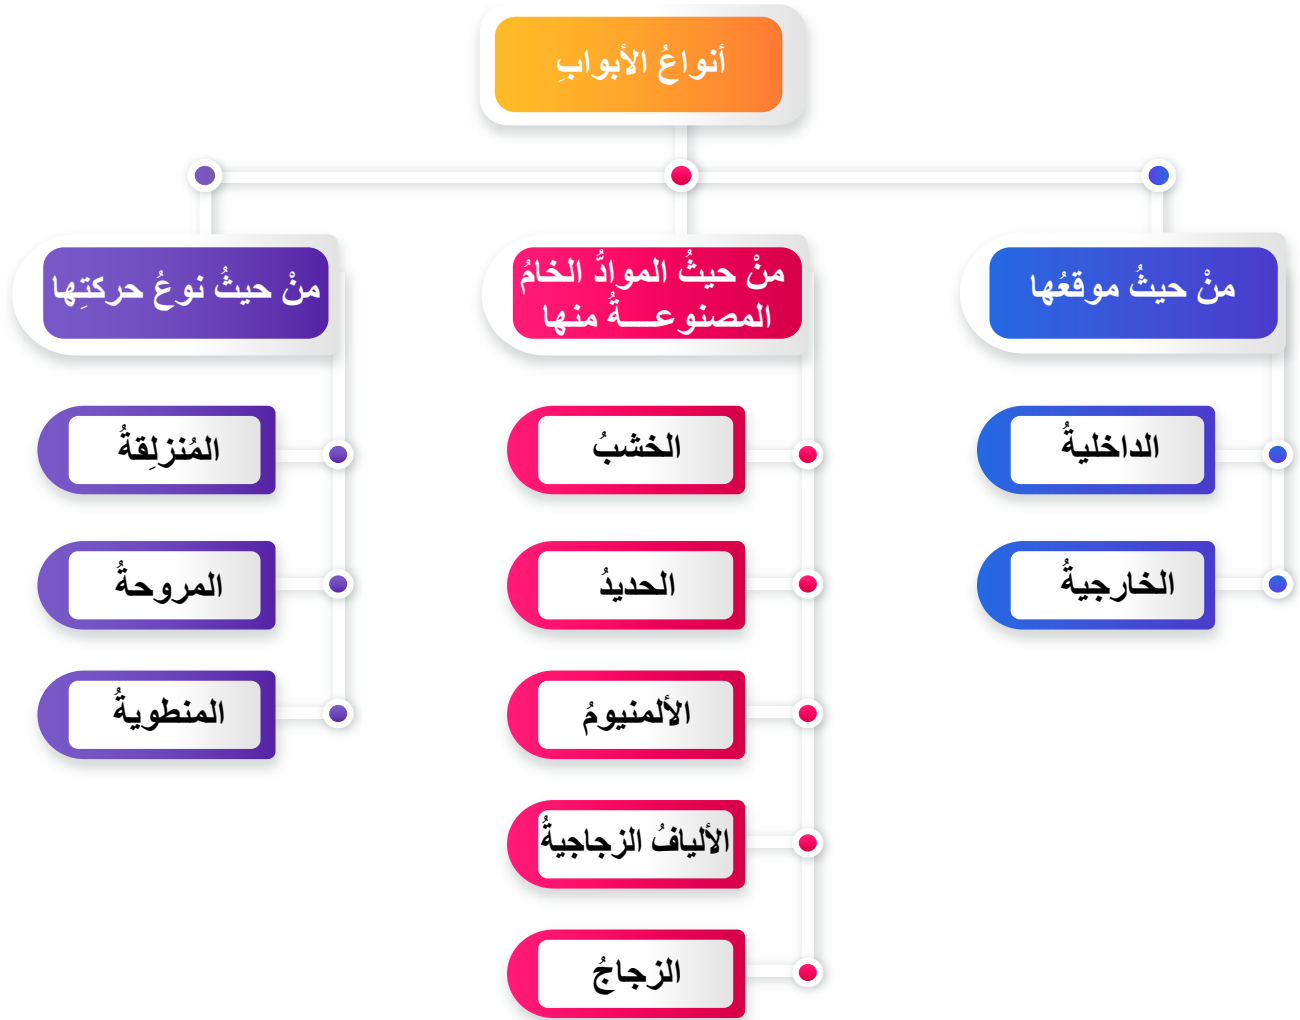 أنواعُ الأبوابِ
منْ حيثُ موقعُها
الداخليةُ
الخارجيةُ
منْ حيثُ الموادُّ الخامُ
المصنوعـــةُ منها
الخشبُ
الحديدُ
الألمنيومُ
الأليافُ الزجاجيةُ
الزجاجُ
منْ حيثُ نوعُ حركتِها
المُنزلِقةُ
المروحةُ
المنطويةُ